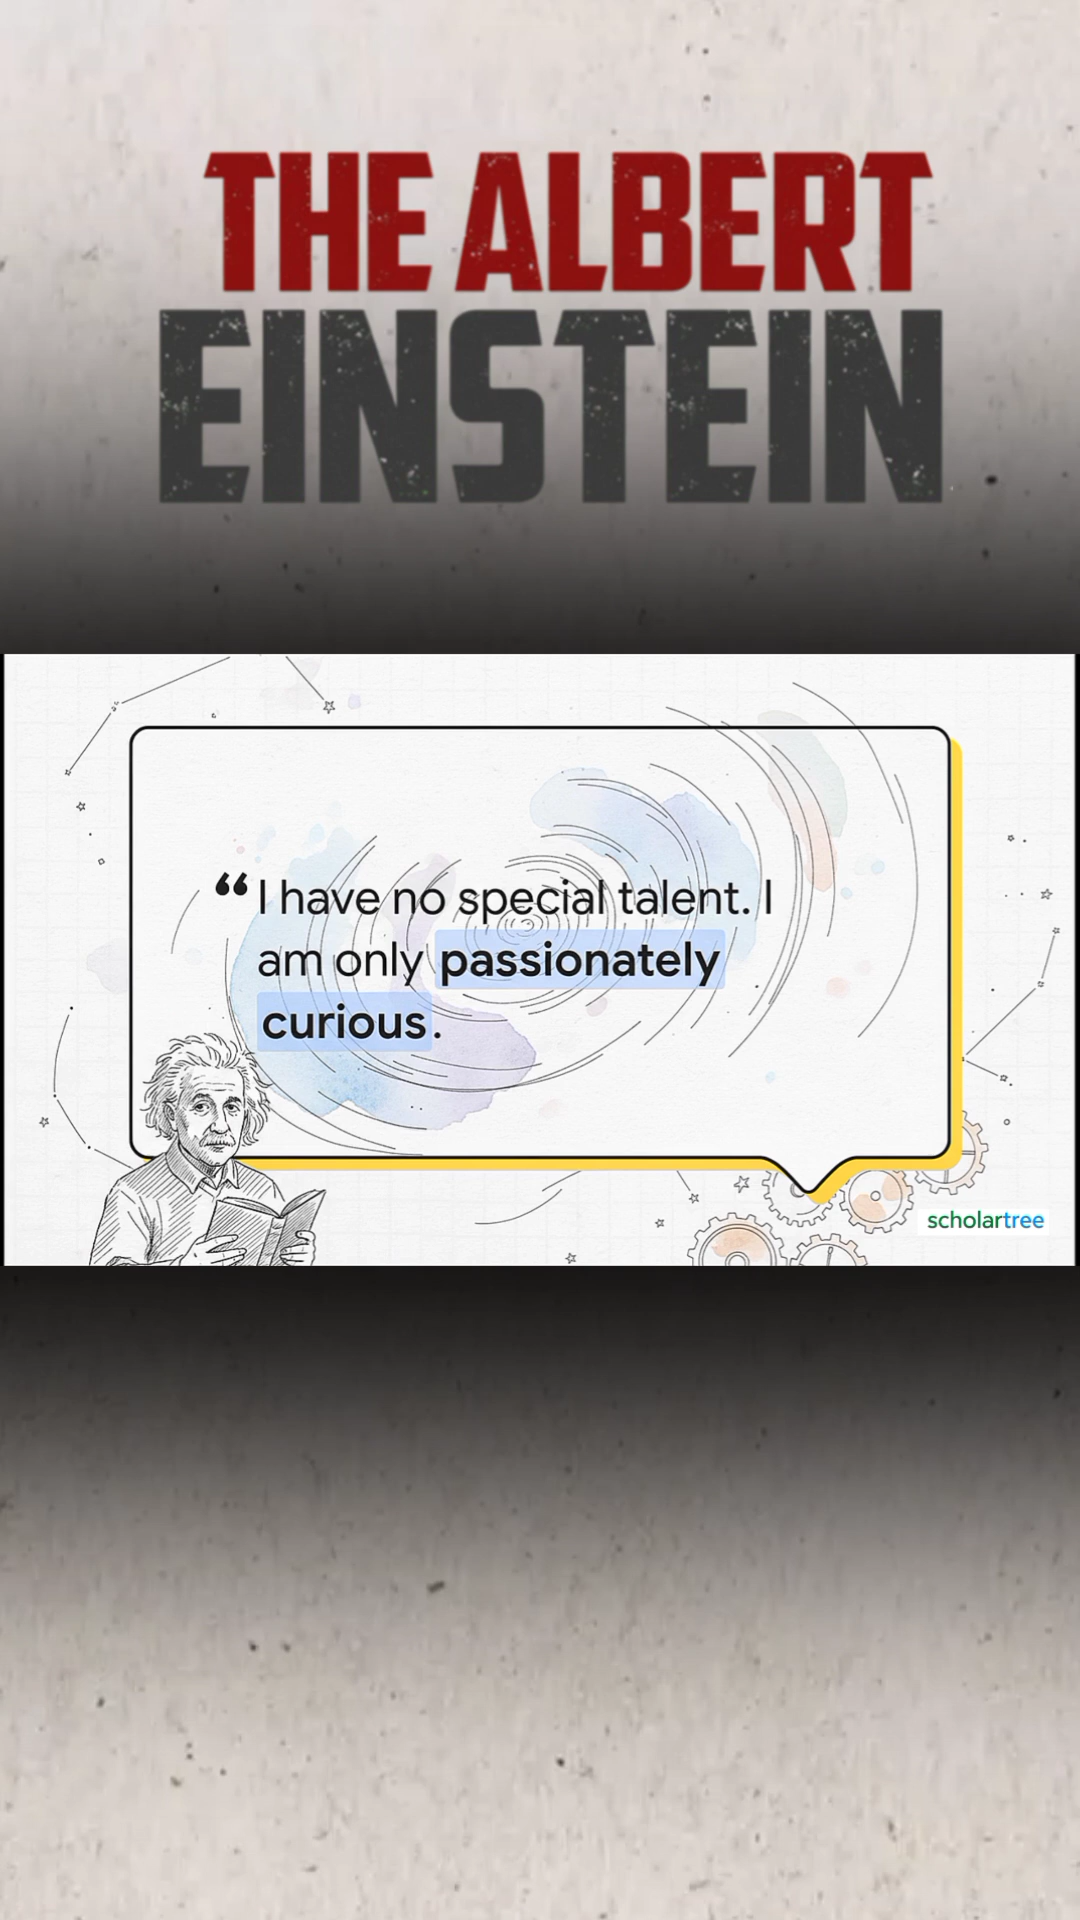 THE ALBERT
EINSTEIN
“I have no special talent. I
am only passionately
curious.
scholartree